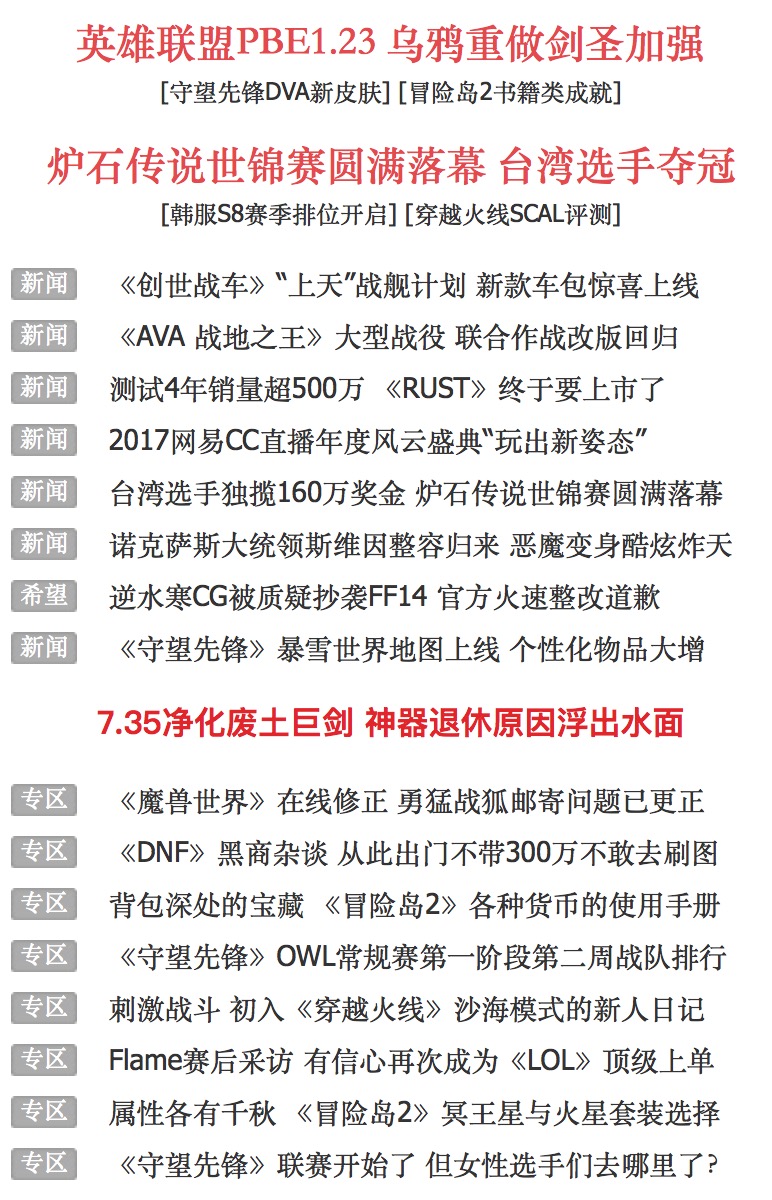 英雄联盟PBE1.23 乌鸦重做剑圣加强
[守望先锋DVA新皮肤] [冒险岛2书籍类成就]
炉石传说世锦赛圆满落幕 台湾选手夺冠
[韩服S8赛季排位开启] [穿越火线SCAL评测]
新闻 《创世战车》“上天”战舰计划 新款车包惊喜上线
新闻 《AVA 战地之王》大型战役 联合作战改版回归
新闻 测试4年销量超500万 《RUST》终于要上市了
新闻 2017网易CC直播年度风云盛典“玩出新姿态”
新闻 台湾选手独揽160万奖金 炉石传说世锦赛圆满落幕
新闻 诺克萨斯大统领斯维因整容归来 恶魔变身酷炫炸天
希望 逆水寒CG被质疑抄袭FF14 官方火速整改道歉
新闻 《守望先锋》暴雪世界地图上线 个性化物品大增
7.35净化废土巨剑 神器退休原因浮出水面
专区 《魔兽世界》在线修正 勇猛战狐邮寄问题已更正
专区 《DNF》黑商杂谈 从此出门不带300万不敢去刷图
专区 背包深处的宝藏 《冒险岛2》各种货币的使用手册
专区 《守望先锋》OWL常规赛第一阶段第二周战队排行
专区 刺激战斗 初入《穿越火线》沙海模式的新人日记
专区 Flame赛后采访 有信心再次成为《LOL》顶级上单
专区 属性各有千秋 《冒险岛2》冥王星与火星套装选择
专区 《守望先锋》联赛开始了 但女性选手们去哪里了?